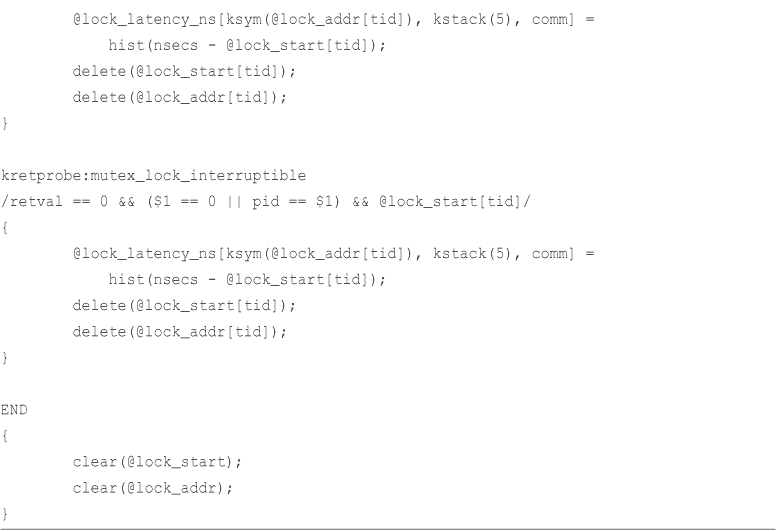 @lock_latency_ns[ksym(@lock_addr[tid]), kstack(5), comm] =
            hist(nsecs - @lock_start[tid]);
        delete(@lock_start[tid]);
        delete(@lock_addr[tid]);
}

kretprobe:mutex_lock_interruptible
/retval == 0 && ($1 == 0 || pid == $1) && @lock_start[tid]/
{
        @lock_latency_ns[ksym(@lock_addr[tid]), kstack(5), comm] =
            hist(nsecs - @lock_start[tid]);
        delete(@lock_start[tid]);
        delete(@lock_addr[tid]);
}

END
{
        clear(@lock_start);
        clear(@lock_addr);
}